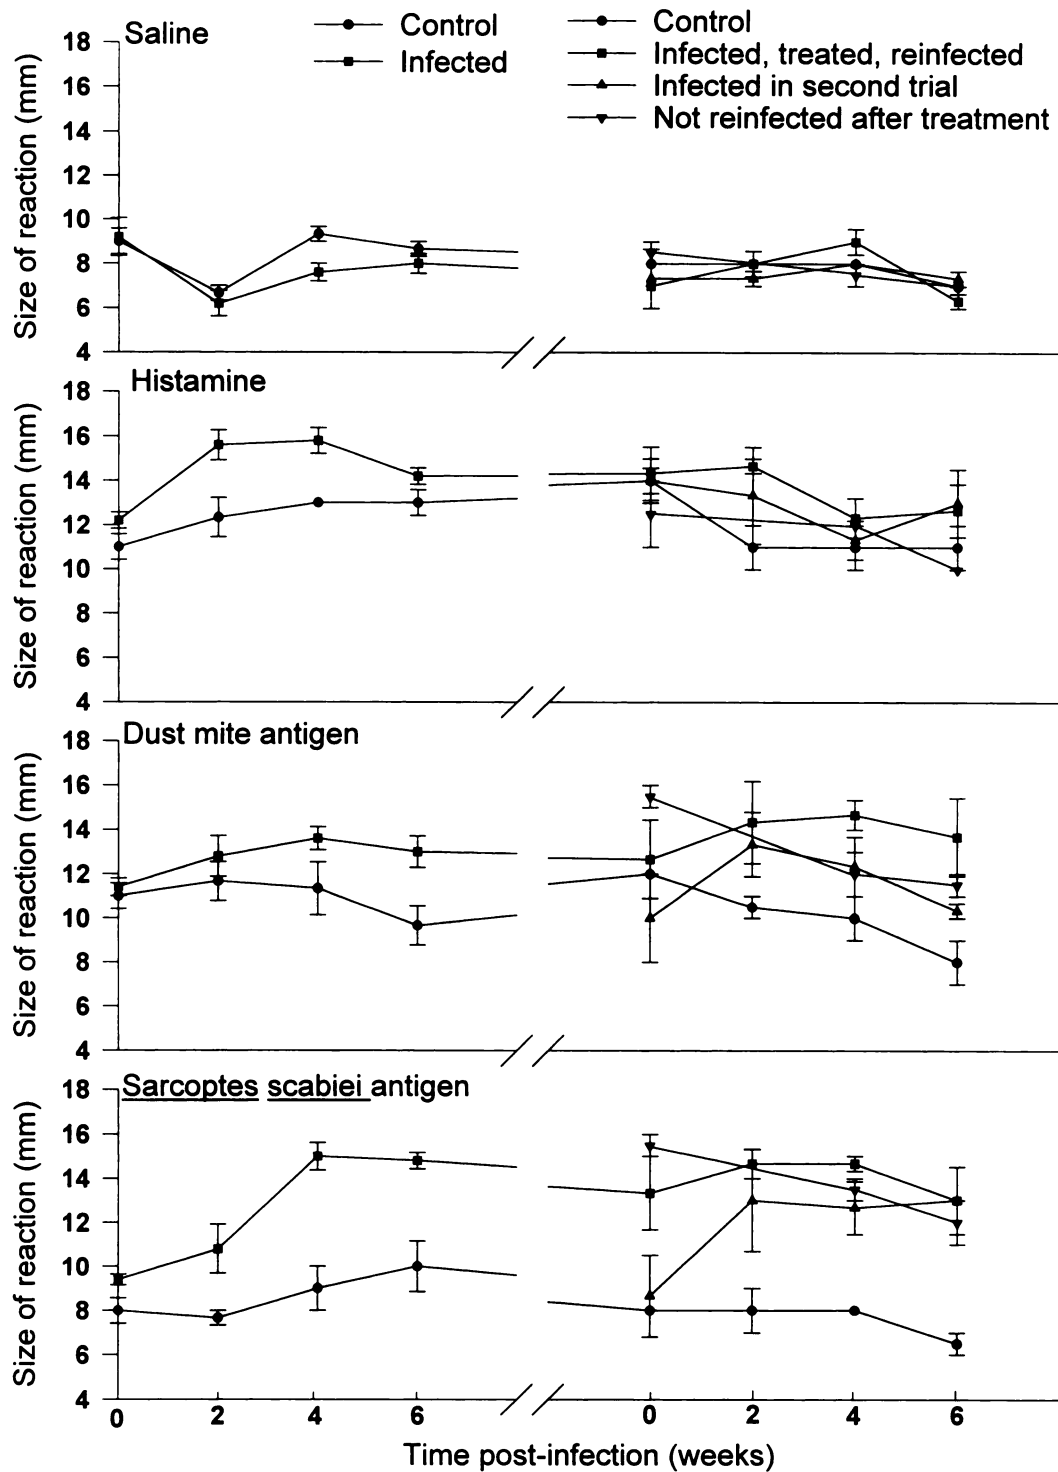 Saline
Control
Infected
Control
Infected, treated, reinfected
Infected in second trial
Not reinfected after treatment
Size of reaction (mm)
18
16
14
12
10
8
6
4
Histamine
Size of reaction (mm)
18
16
14
12
10
8
6
4
Dust mite antigen
Size of reaction (mm)
18
16
14
12
10
8
6
4
Sarcoptes scabiei antigen
Size of reaction (mm)
18
16
14
12
10
8
6
4
0 2 4 6 0 2 4 6
Time post-infection (weeks)